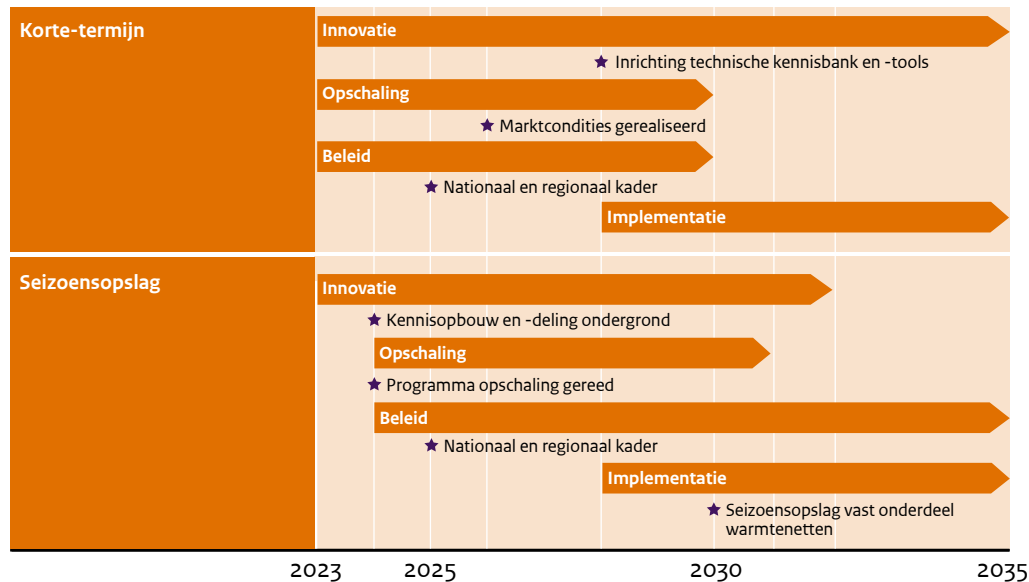 Korte-termijn
Innovatie
Inrichting technische kennisbank en -tools
Opschaling
Marktcondities gerealiseerd
Beleid
Nationaal en regionaal kader
Implementatie
Seizoensopslag
Innovatie
Kennisopbouw en -deling ondergrond
Opschaling
Programma opschaling gereed
Beleid
Nationaal en regionaal kader
Implementatie
Seizoensopslag vast onderdeel
warmtenetten
2023 2025 2030 2035